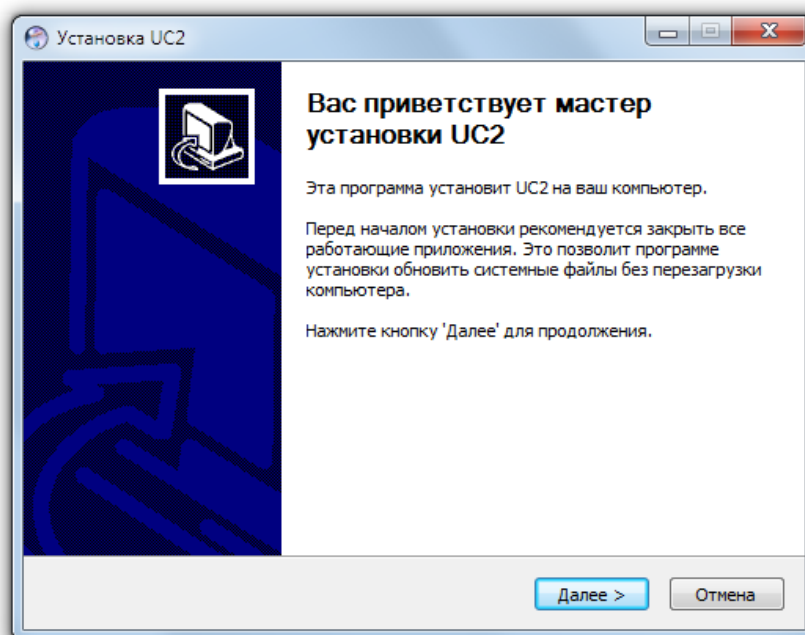 Установка UC2
Вас приветствует мастер
установки UC2
Эта программа установит UC2 на ваш компьютер.
Перед началом установки рекомендуется закрыть все
работающие приложения. Это позволит программе
установки обновить системные файлы без перезагрузки
компьютера.
Нажмите кнопку 'Далее' для продолжения.
Далее >
Отмена